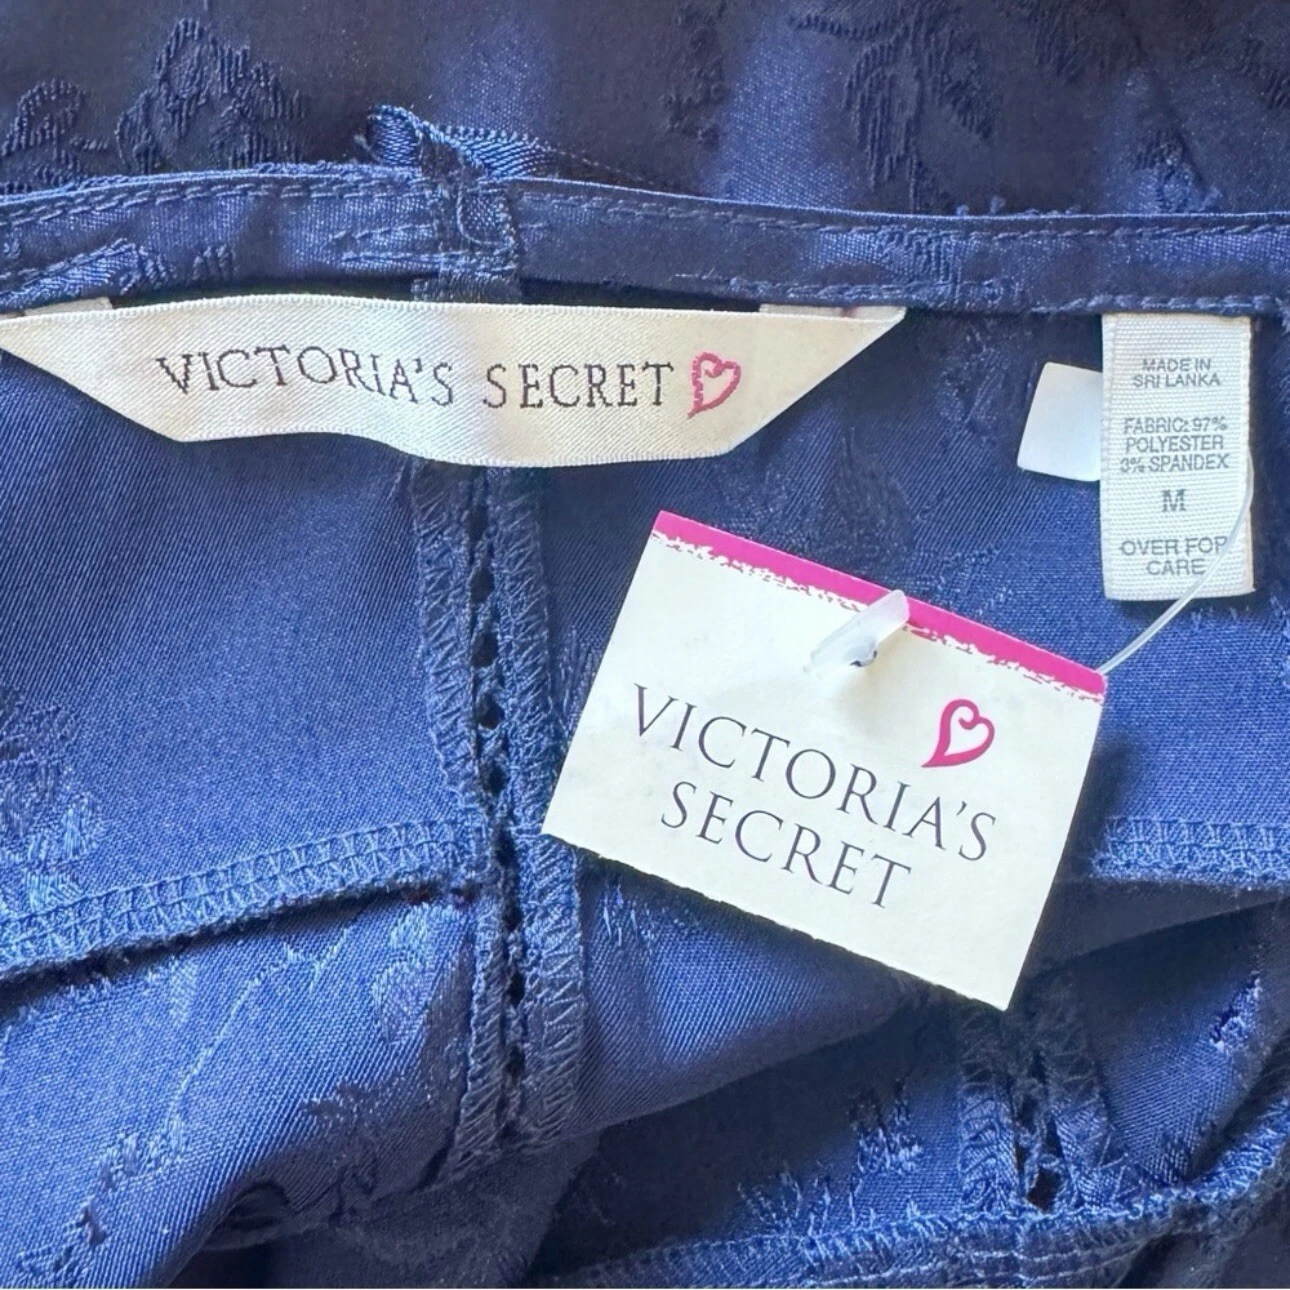 VICTORIA'S SECRET
MADE IN
SRI LANKA
FABRIC: 97%
POLYESTER
3% SPANDEX
M
OVER FOR
CARE
VICTORIA'S
SECRET